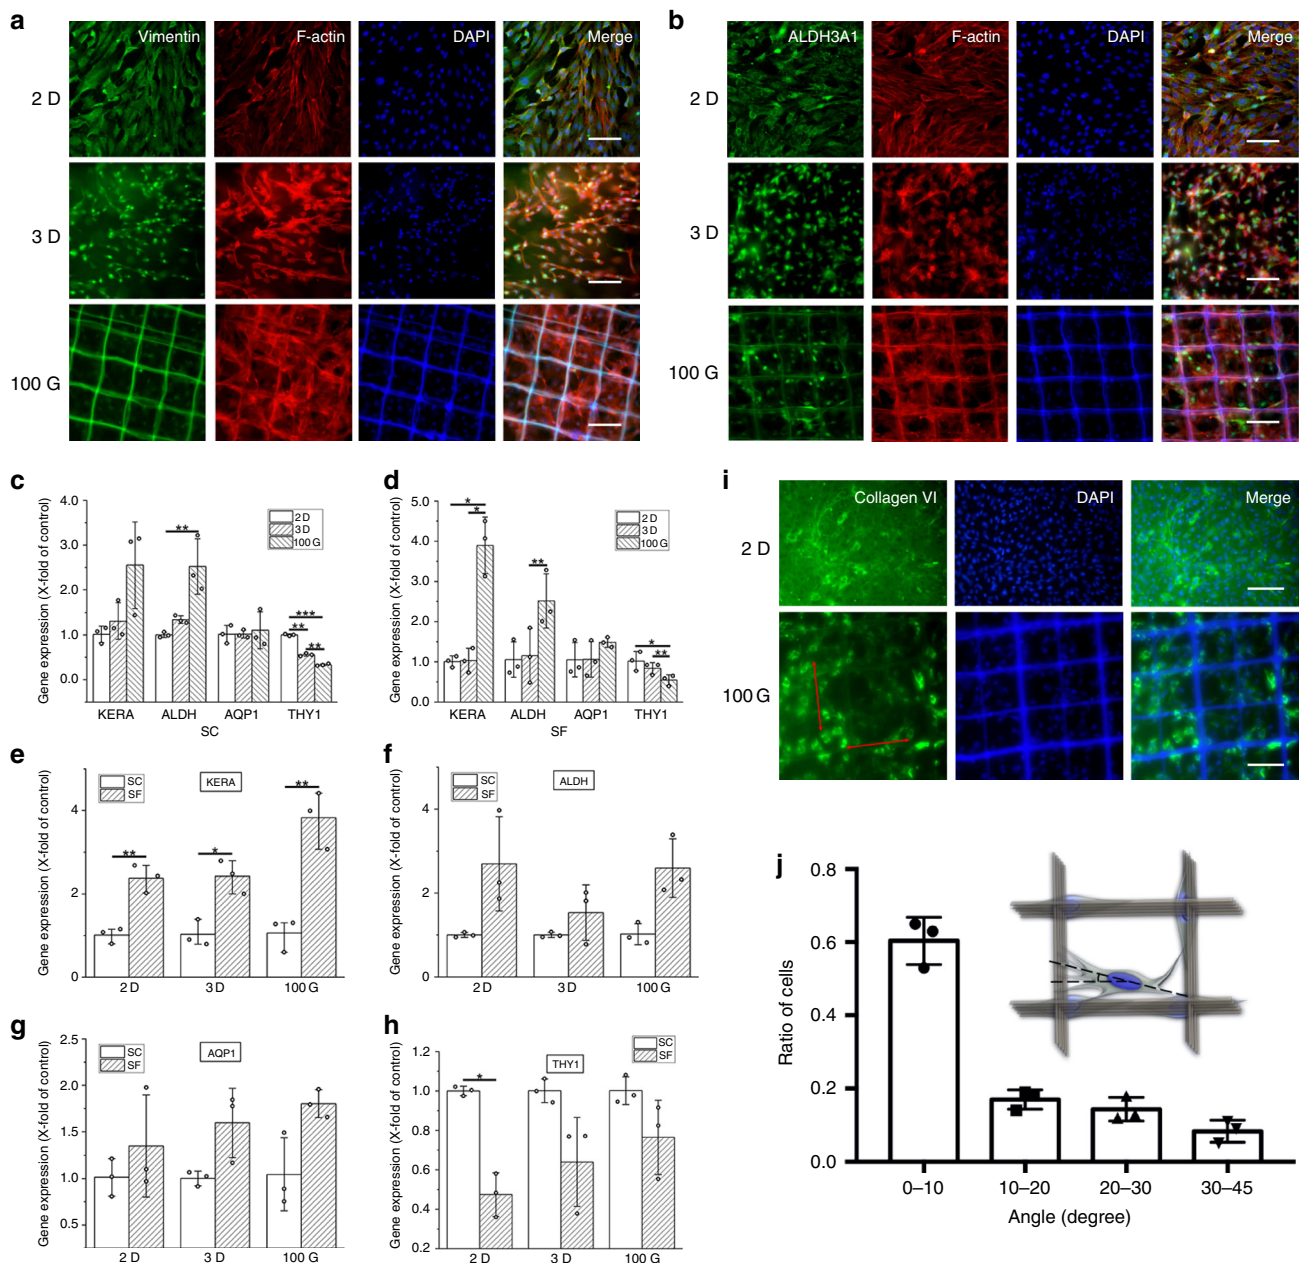 a
Vimentin F-actin DAPI Merge
2 D
3 D
100 G
b
ALDH3A1 F-actin DAPI Merge
2 D
3 D
100 G
c
Gene expression (X-fold of control)
4.0
3.0
2.0
1.0
0.0
2 D
3 D
100 G
** *** ** **
KERA ALDH AQP1 THY1
SC
d
Gene expression (X-fold of control)
5.0
4.0
3.0
2.0
1.0
0.0
2 D
3 D
100 G
* * ** * **
KERA ALDH AQP1 THY1
SF
e
Gene expression (X-fold of control)
4
2
0
SC
SF
KERA
** * **
2 D 3 D 100 G
f
Gene expression (X-fold of control)
4
2
0
SC
SF
ALDH
2 D 3 D 100 G
g
Gene expression (X-fold of control)
2.5
2.0
1.5
1.0
0.5
SC
SF
AQP1
2 D 3 D 100 G
h
Gene expression (X-fold of control)
1.2
1.0
0.8
0.6
0.4
0.2
SC
SF
THY1
*
2 D 3 D 100 G
i
Collagen VI DAPI Merge
2 D
100 G
j
Ratio of cells
0.8
0.6
0.4
0.2
0.0
0–10 10–20 20–30 30–45
Angle (degree)